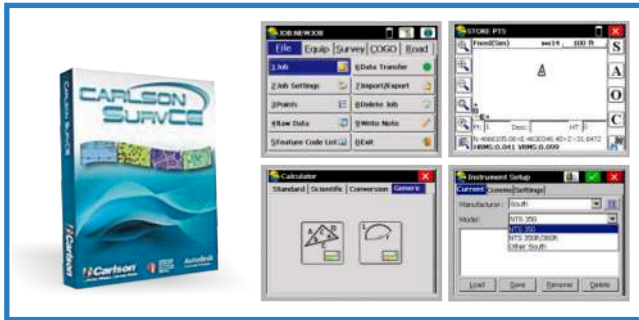 CARLSON
SURVCE
Carlson
Autodesk
JOB:NEWJOB
File Equip Survey COGO Road
1Job 6Data Transfer
2Job Settings 7Import/Export
3Points 8Delete Job
4Raw Data 9Write Note
5Feature Code List 0Exit
STORE PTS
Fixed(Sim) 100 ft
S
A
O
C
Pt: Desc: HT: 0
HRMS:0.041 VRMS:0.099
Calculator
Standard Scientific Conversion Generic
Instrument Setup
Current Comms Settings
Manufacturer: South
Model: NTS 350
NTS 350
NTS 350R/360R
Other South
Load Save Rename Delete